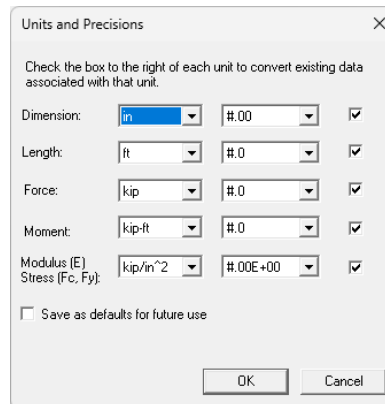 Units and Precisions
Check the box to the right of each unit to convert existing data
associated with that unit.
Dimension: in #.00
Length: ft #.0
Force: kip #.0
Moment: kip-ft #.0
Modulus (E)
Stress (Fc, Fy): kip/in^2 #.00E+00
Save as defaults for future use
OK Cancel